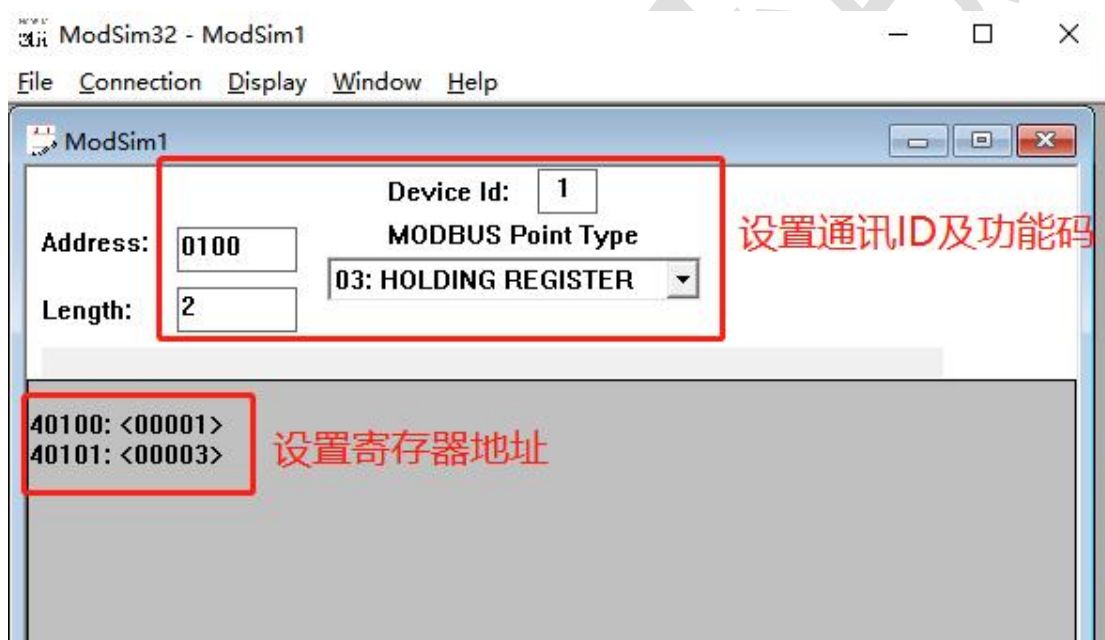 ModSim32 - ModSim1
File Connection Display Window Help
ModSim1
Device Id: 1
设置通讯ID及功能码
Address: 0100
MODBUS Point Type
03: HOLDING REGISTER
Length: 2
40100: <00001>
40101: <00003>
设置寄存器地址